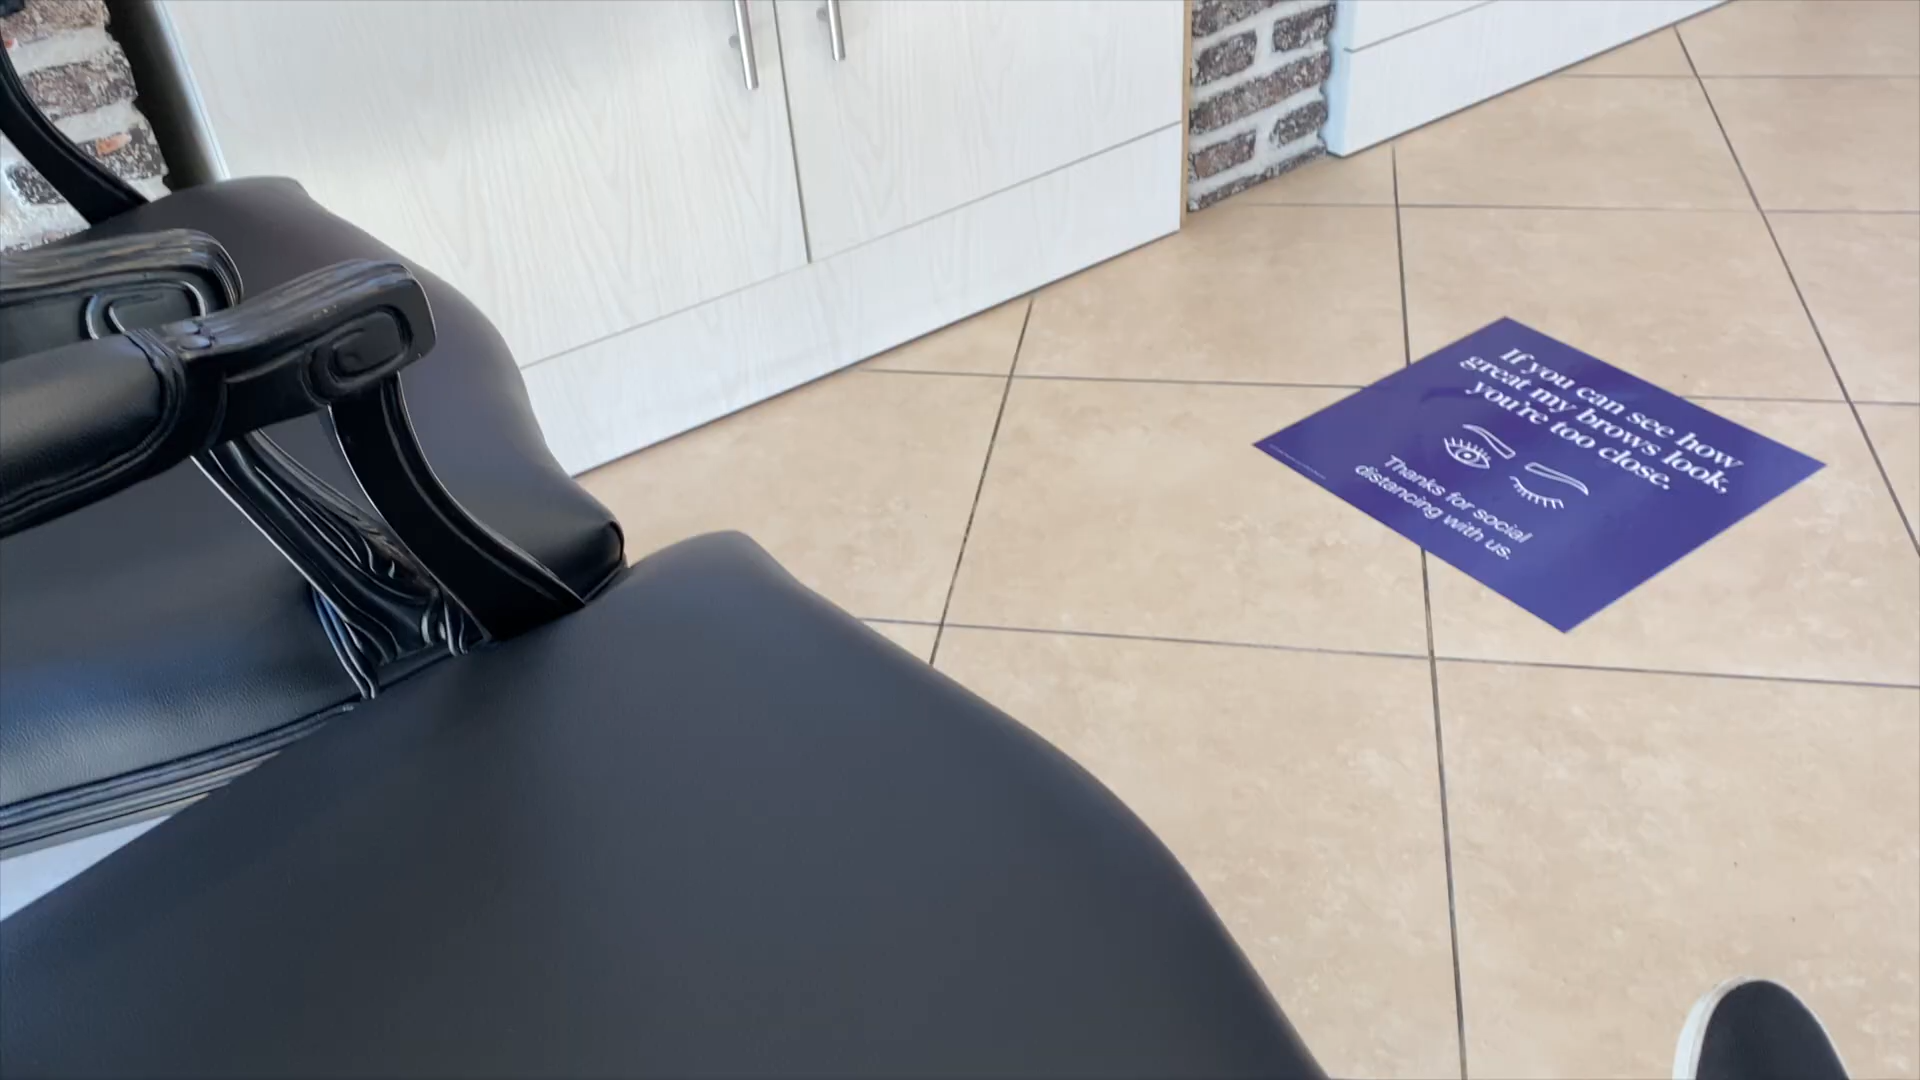 If you can see how
great my brows look,
you're too close.
Thanks for social
distancing with us.